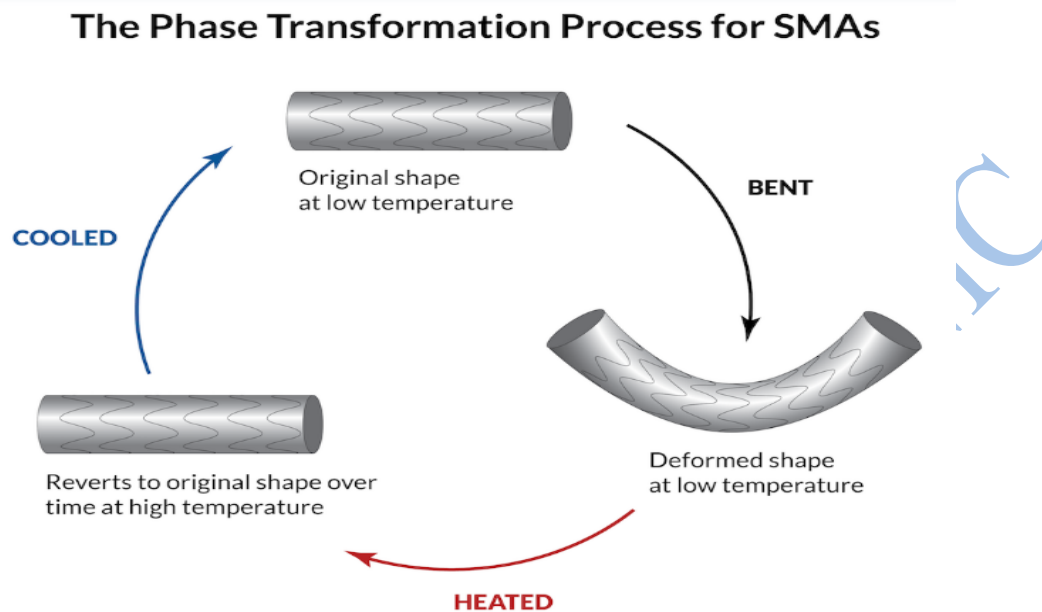 The Phase Transformation Process for SMAs
Original shape
at low temperature
BENT
COOLED
Deformed shape
at low temperature
Reverts to original shape over
time at high temperature
HEATED